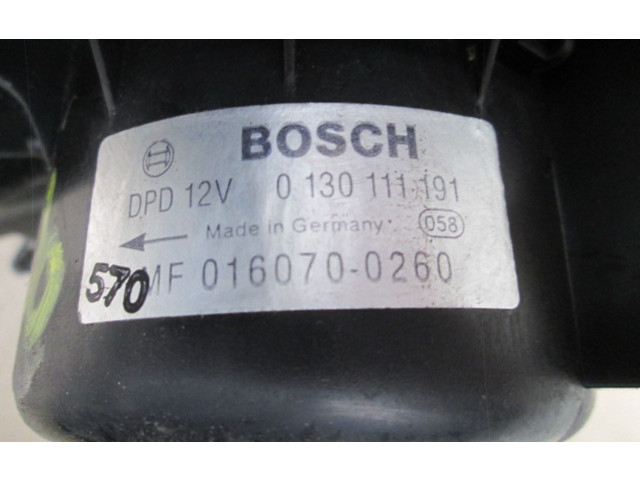 BOSCH
DPD 12V 0 130 111 191
Made in Germany 058
570 MF 016070-0260